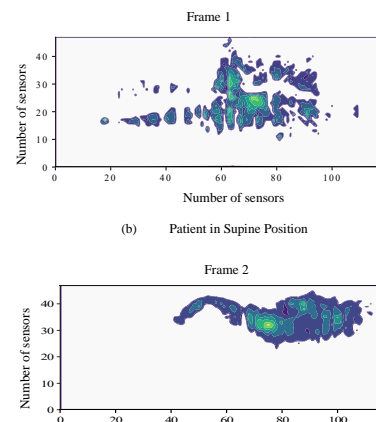 Frame 1
40
30
20
10
0
Number of sensors
0 20 40 60 80 100
Number of sensors
(b) Patient in Supine Position
Frame 2
40
30
20
10
0
Number of sensors
0 20 40 60 80 100